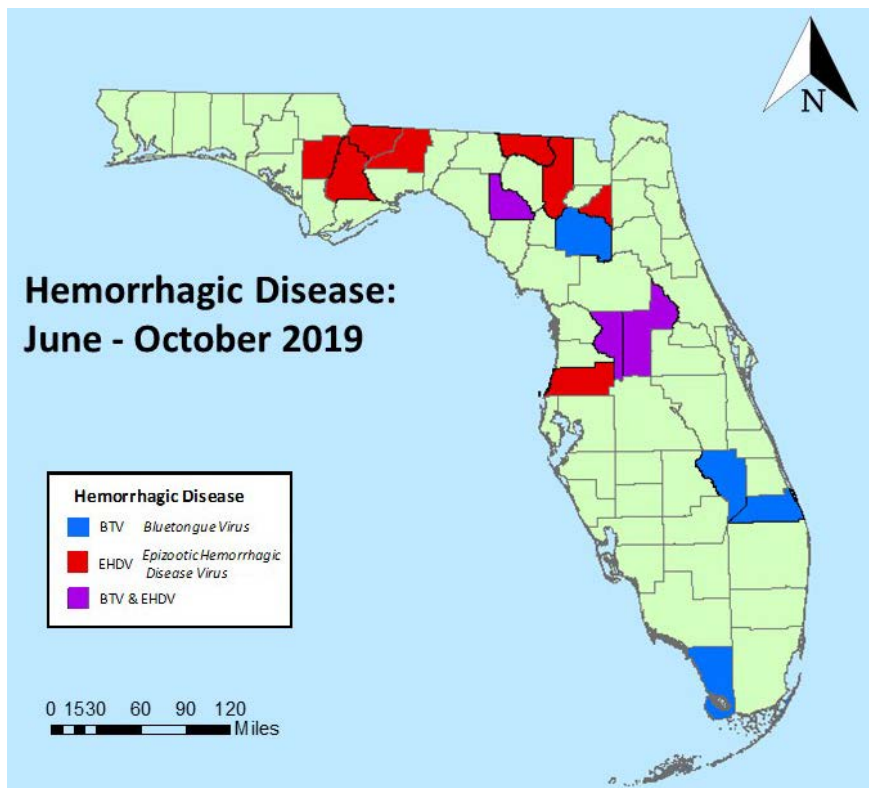 N
Hemorrhagic Disease:
June - October 2019
Hemorrhagic Disease
BTV Bluetongue Virus
EHDV Epizootic Hemorrhagic
Disease Virus
BTV & EHDV
0 1530 60 90 120
Miles